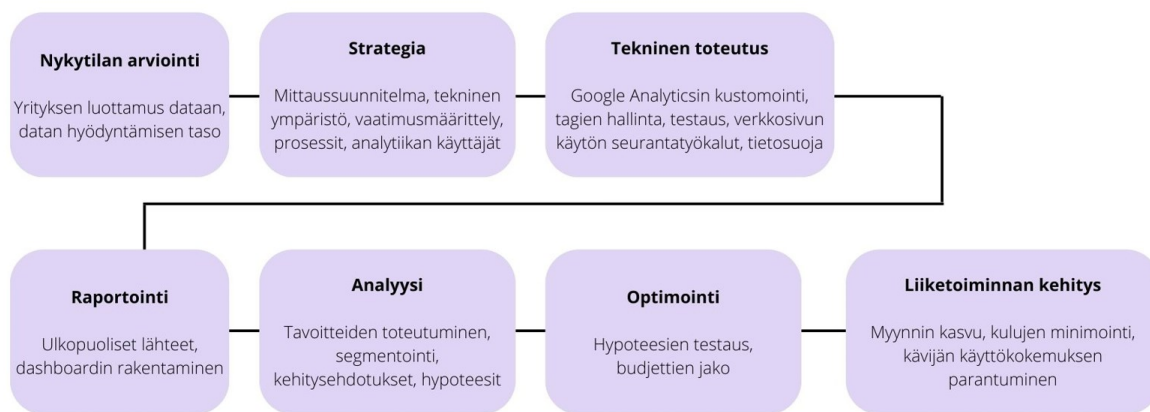 Nykytilan arviointi
Yrityksen luottamus dataan,
datan hyödyntämisen taso
Strategia
Mittaussuunnitelma, tekninen
ympäristö, vaatimusmäärittely,
prosessit, analytiikan käyttäjät
Tekninen toteutus
Google Analyticsin kustomointi,
tagien hallinta, testaus, verkkosivun
käytön seurantatyökalut, tietosuoja
Raportointi
Ulkopuoliset lähteet,
dashboardin rakentaminen
Analyysi
Tavoitteiden toteutuminen,
segmentointi,
kehitysehdotukset, hypoteesit
Optimointi
Hypoteesien testaus,
budjettien jako
Liiketoiminnan kehitys
Myynnin kasvu, kulujen minimointi,
kävijän käyttökokemuksen
parantuminen